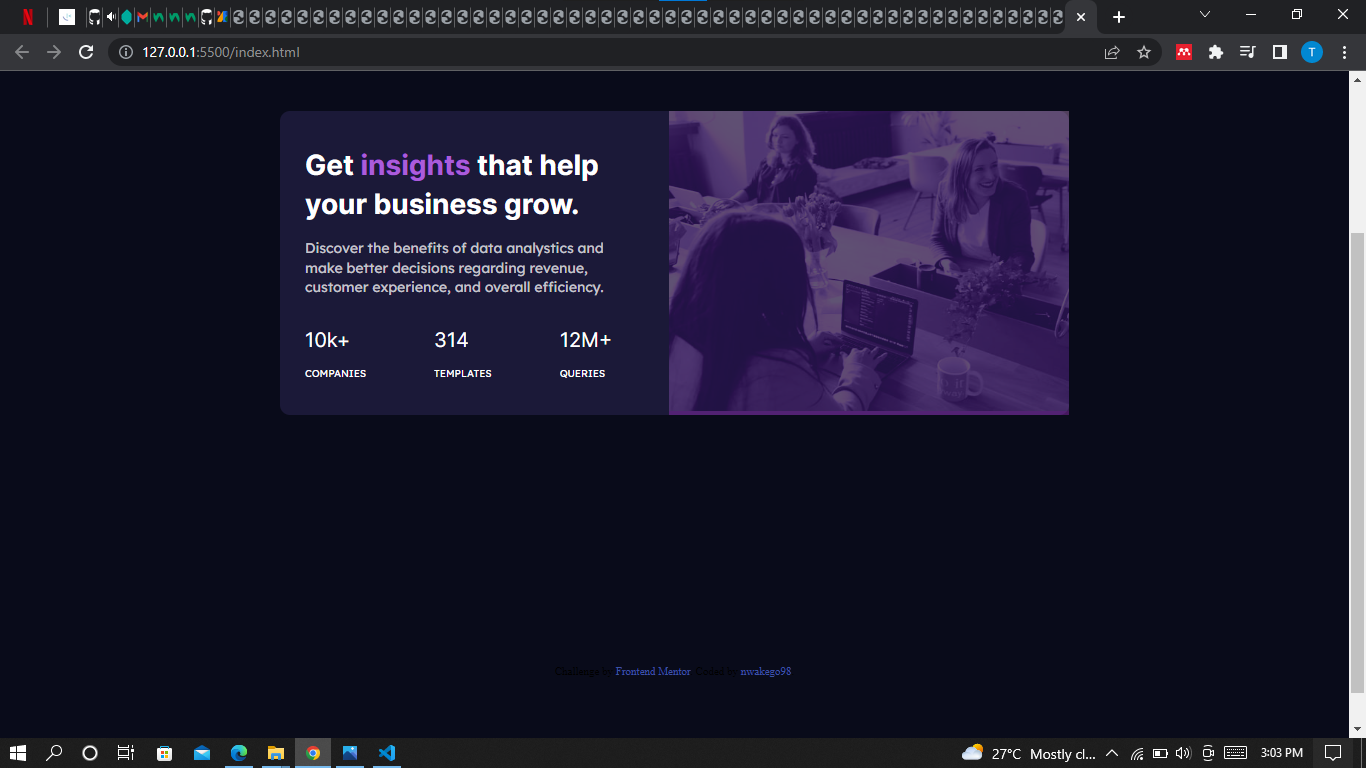 127.0.0.1:5500/index.html
T
Get insights that help
your business grow.
Discover the benefits of data analystics and
make better decisions regarding revenue,
customer experience, and overall efficiency.
10k+
314
12M+
COMPANIES
TEMPLATES
QUERIES
Challenge by Frontend Mentor. Coded by nwakego98
27°C Mostly cl...
3:03 PM